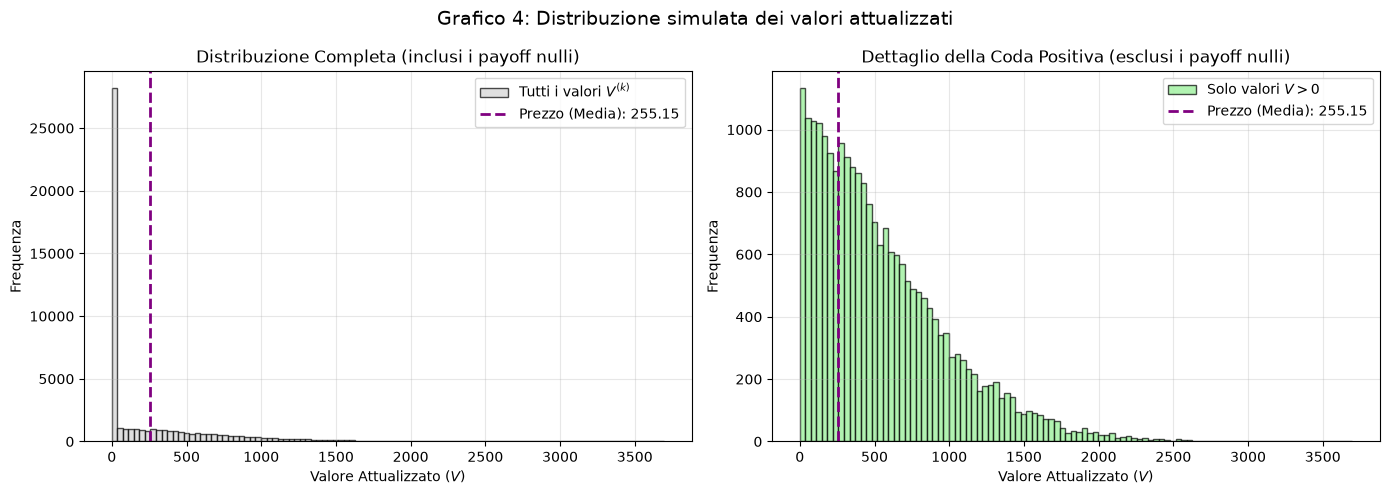 Grafico 4: Distribuzione simulata dei valori attualizzati
Distribuzione Completa (inclusi i payoff nulli)
Tutti i valori V^(k)
Prezzo (Media): 255.15
Frequenza
25000
20000
15000
10000
5000
0
0 500 1000 1500 2000 2500 3000 3500
Valore Attualizzato (V)
Dettaglio della Coda Positiva (esclusi i payoff nulli)
Solo valori V > 0
Prezzo (Media): 255.15
Frequenza
1000
800
600
400
200
0
0 500 1000 1500 2000 2500 3000 3500
Valore Attualizzato (V)